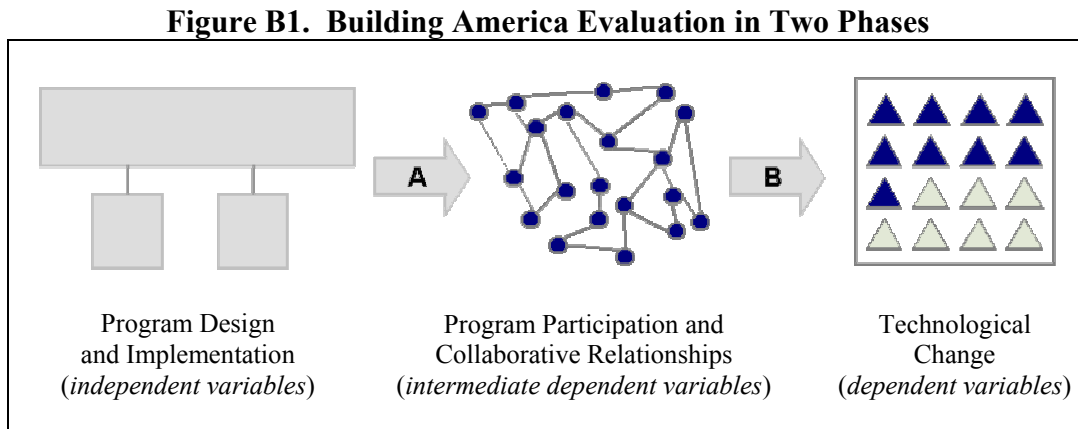 Figure B1.  Building America Evaluation in Two Phases
A
B
Program Design
and Implementation
(independent variables)
Program Participation and
Collaborative Relationships
(intermediate dependent variables)
Technological
Change
(dependent variables)